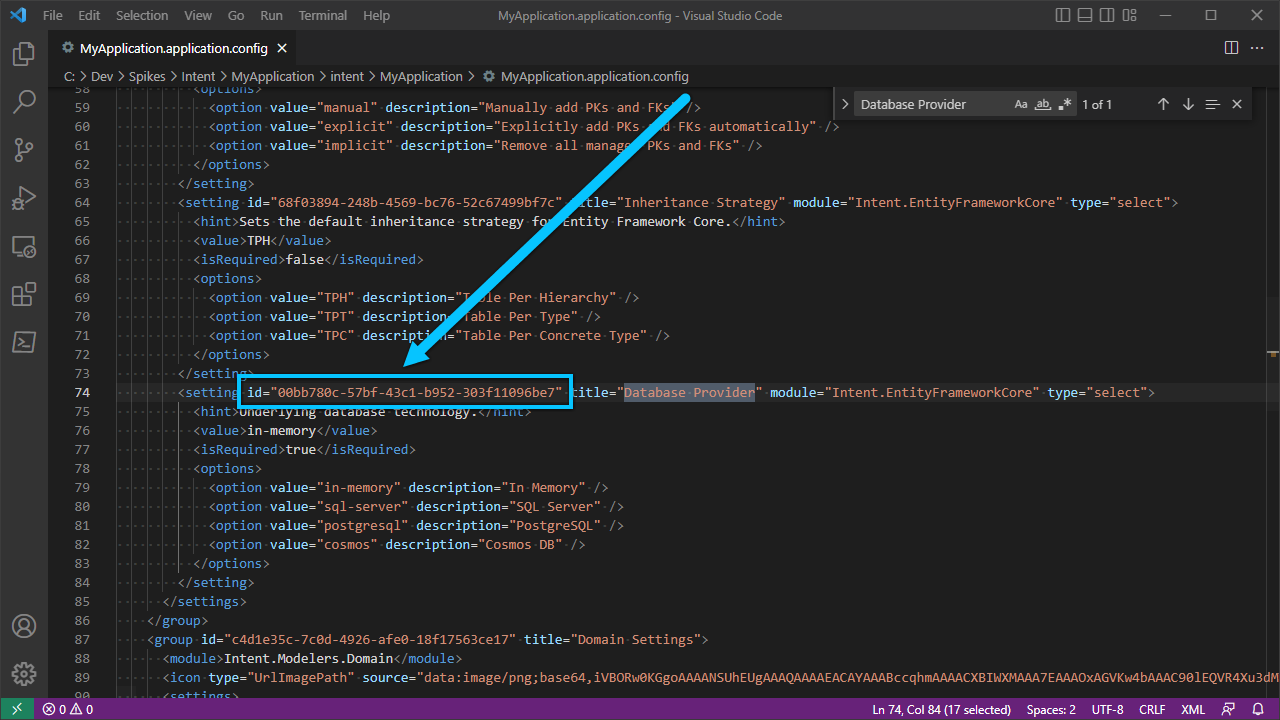 File Edit Selection View Go Run Terminal Help MyApplication.application.config - Visual Studio Code
MyApplication.application.config
C: > Dev > Spikes > Intent > MyApplication > intent > MyApplication > MyApplication.application.config
Database Provider Aa ab .* 1 of 1
58 <options>
59 <option value="manual" description="Manually add PKs and FKs" />
60 <option value="explicit" description="Explicitly add PKs and FKs automatically" />
61 <option value="implicit" description="Remove all managed PKs and FKs" />
62 </options>
63 </setting>
64 <setting id="68f03894-248b-4569-bc76-52c67499bf7c" title="Inheritance Strategy" module="Intent.EntityFrameworkCore" type="select">
65 <hint>Sets the default inheritance strategy for Entity Framework Core.</hint>
66 <value>TPH</value>
67 <isRequired>false</isRequired>
68 <options>
69 <option value="TPH" description="Table Per Hierarchy" />
70 <option value="TPT" description="Table Per Type" />
71 <option value="TPC" description="Table Per Concrete Type" />
72 </options>
73 </setting>
74 <setting id="00bb780c-57bf-43c1-b952-303f11096be7" title="Database Provider" module="Intent.EntityFrameworkCore" type="select">
75 <hint>Underlying database technology.</hint>
76 <value>in-memory</value>
77 <isRequired>true</isRequired>
78 <options>
79 <option value="in-memory" description="In Memory" />
80 <option value="sql-server" description="SQL Server" />
81 <option value="postgresql" description="PostgreSQL" />
82 <option value="cosmos" description="Cosmos DB" />
83 </options>
84 </setting>
85 </settings>
86 </group>
87 <group id="c4d1e35c-7c0d-4926-afe0-18f17563ce17" title="Domain Settings">
88 <module>Intent.Modelers.Domain</module>
89 <icon type="UrlImagePath" source="data:image/png;base64,iVBORw0KGgoAAAANSUhEUgAAAQAAAAEACAYAAABccqhmAAAACXBIWXMAAA7EAAAOxAGVKw4bAAAC90lEQVR4Xu3dM
90 <settings>
0 0 Ln 74, Col 84 (17 selected) Spaces: 2 UTF-8 CRLF XML